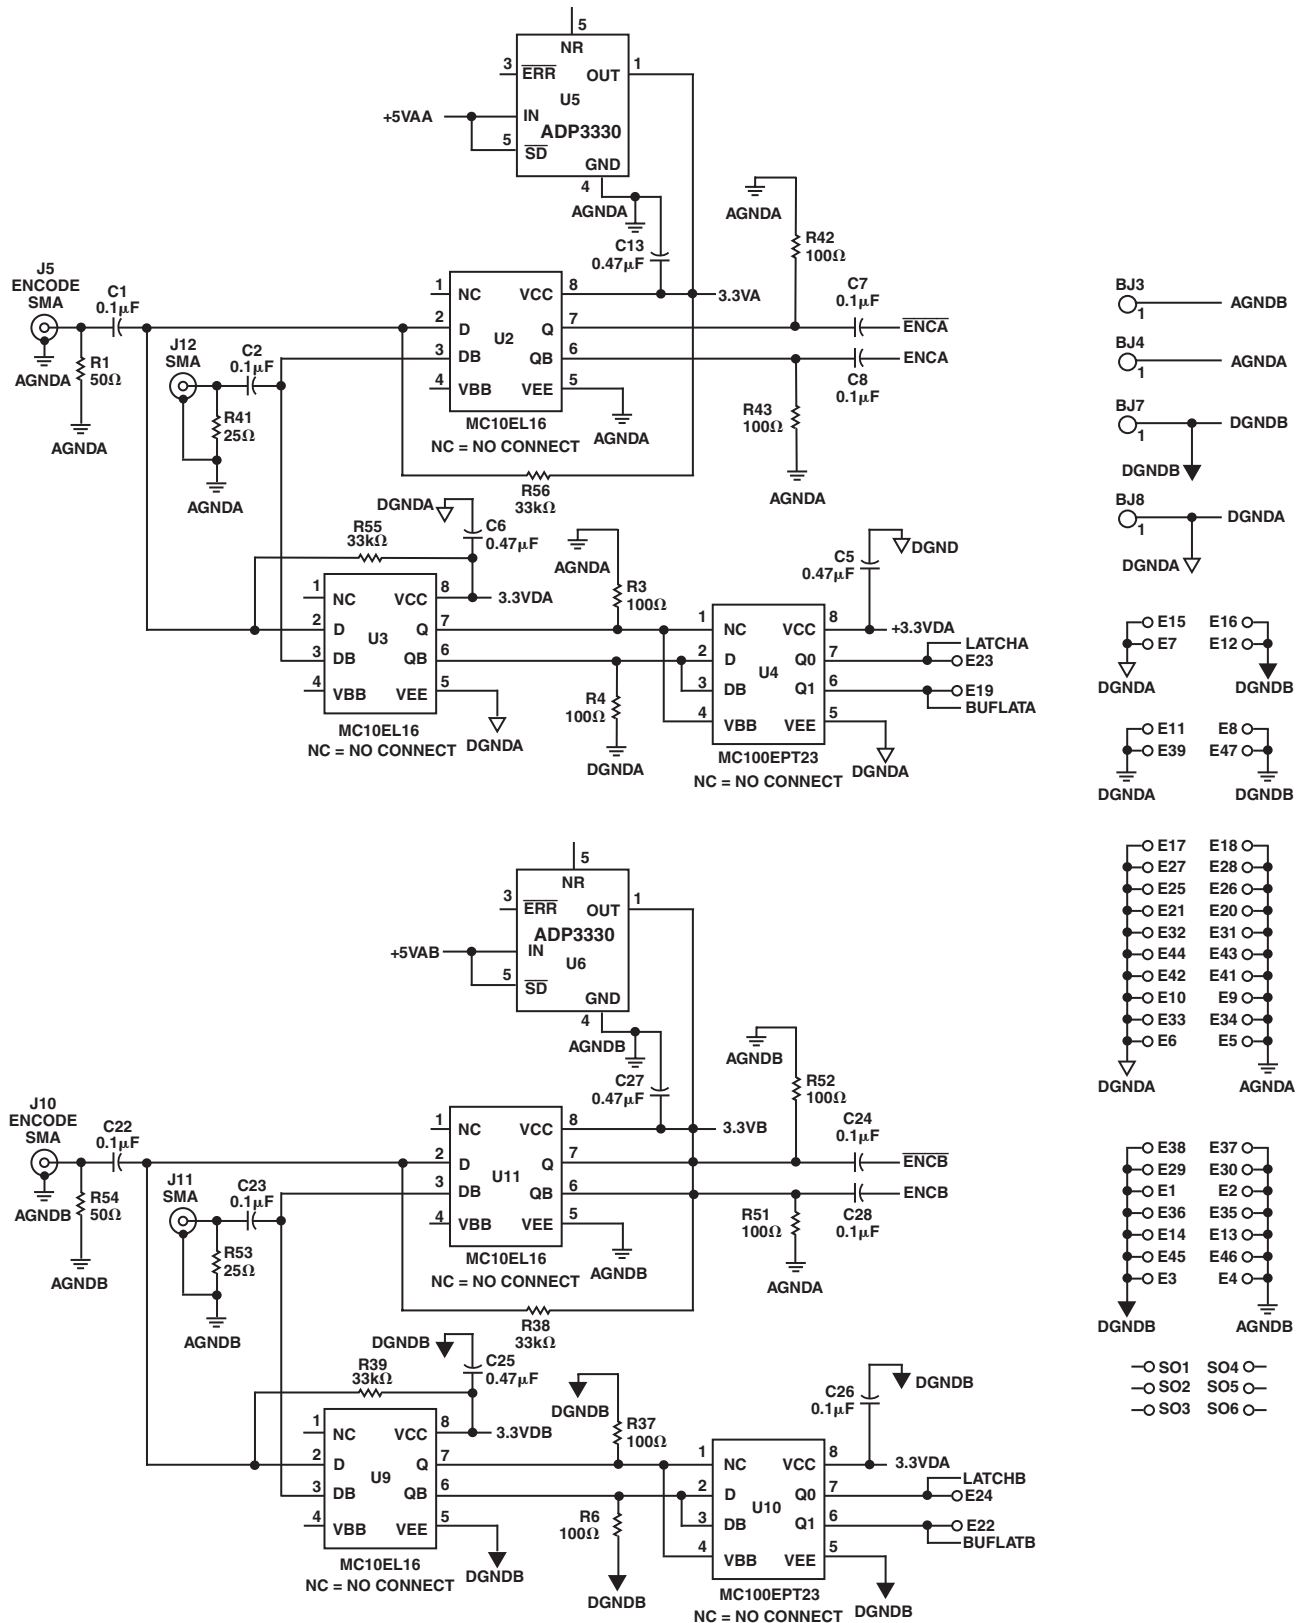 5
NR
3
ERR
OUT
1
U5
+5VAA
IN
ADP3330
5
SD
GND
4
AGNDA
AGNDA
R42
100Ω
C13
0.47μF
J5
ENCODE
SMA
C1
0.1μF
1
NC
VCC
8
3.3VA
C7
0.1μF
2
D
U2
Q
7
ENCA
J12
SMA
C2
0.1μF
3
DB
QB
6
ENCA
AGNDA
R1
50Ω
4
VBB
VEE
5
C8
0.1μF
R41
25Ω
MC10EL16
NC = NO CONNECT
AGNDA
R43
100Ω
AGNDA
AGNDA
R56
33kΩ
AGNDA
DGNDA
R55
33kΩ
C6
0.47μF
AGNDA
R3
100Ω
C5
0.47μF
DGND
1
NC
VCC
8
3.3VDA
2
D
U3
Q
7
3
DB
QB
6
4
VBB
VEE
5
MC10EL16
NC = NO CONNECT
DGNDA
R4
100Ω
DGNDA
1
NC
VCC
8
+3.3VDA
2
D
Q0
7
LATCHA
E23
U4
3
DB
Q1
6
E19
BUFLATA
4
VBB
VEE
5
MC100EPT23
NC = NO CONNECT
DGNDA
5
NR
3
ERR
OUT
1
ADP3330
+5VAB
IN
U6
5
SD
GND
4
AGNDB
AGNDB
R52
100Ω
C27
0.47μF
J10
ENCODE
SMA
C22
0.1μF
1
NC
VCC
8
3.3VB
C24
0.1μF
2
D
U11
Q
7
ENCB
J11
SMA
C23
0.1μF
3
DB
QB
6
ENCB
AGNDB
R54
50Ω
4
VBB
VEE
5
R51
100Ω
C28
0.1μF
R53
25Ω
MC10EL16
NC = NO CONNECT
AGNDB
AGNDA
AGNDB
AGNDB
R38
33kΩ
DGNDB
R39
33kΩ
C25
0.47μF
DGNDB
R37
100Ω
C26
0.1μF
DGNDB
1
NC
VCC
8
3.3VDB
2
D
U9
Q
7
3
DB
QB
6
4
VBB
VEE
5
MC10EL16
NC = NO CONNECT
DGNDB
R6
100Ω
DGNDB
1
NC
VCC
8
3.3VDA
2
D
Q0
7
LATCHB
E24
U10
3
DB
Q1
6
E22
BUFLATB
4
VBB
VEE
5
MC100EPT23
NC = NO CONNECT
DGNDB
BJ3
1
AGNDB
BJ4
1
AGNDA
BJ7
1
DGNDB
DGNDB
BJ8
1
DGNDA
DGNDA
E15 E16
E7 E12
DGNDA DGNDB
E11 E8
E39 E47
DGNDA DGNDB
E17 E18
E27 E28
E25 E26
E21 E20
E32 E31
E44 E43
E42 E41
E10 E9
E33 E34
E6 E5
DGNDA AGNDA
E38 E37
E29 E30
E1 E2
E36 E35
E14 E13
E45 E46
E3 E4
DGNDB AGNDB
SO1 SO4
SO2 SO5
SO3 SO6